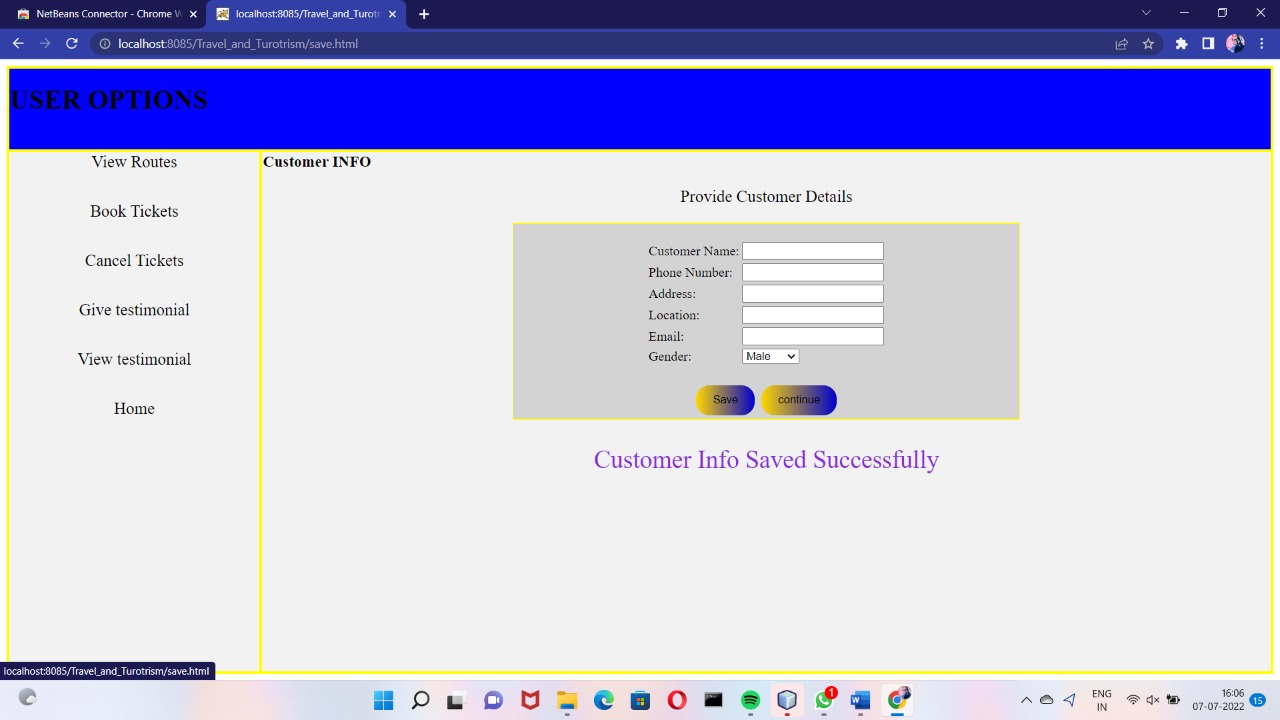 NetBeans Connector - Chrome W
localhost:8085/Travel_and_Turotr
localhost:8085/Travel_and_Turotrism/save.html
USER OPTIONS
View Routes
Book Tickets
Cancel Tickets
Give testimonial
View testimonial
Home
Customer INFO
Provide Customer Details
Customer Name:
Phone Number:
Address:
Location:
Email:
Gender: Male
Save continue
Customer Info Saved Successfully
localhost:8085/Travel_and_Turotrism/save.html
1
ENG
IN
16:06
07-07-2022
15